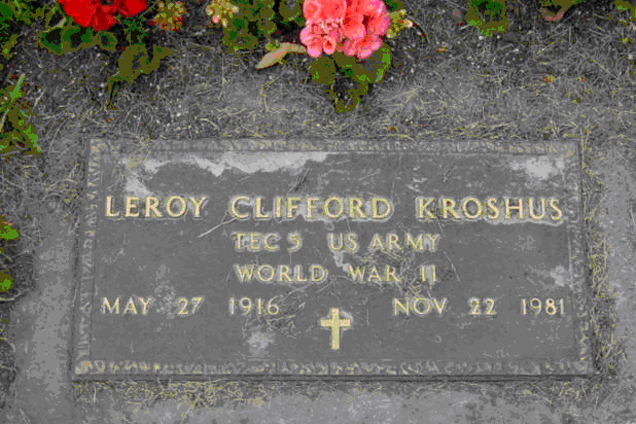 LEROY CLIFFORD KROSHUS
TEC 5 US ARMY
WORLD WAR II
MAY 27 1916 NOV 22 1981